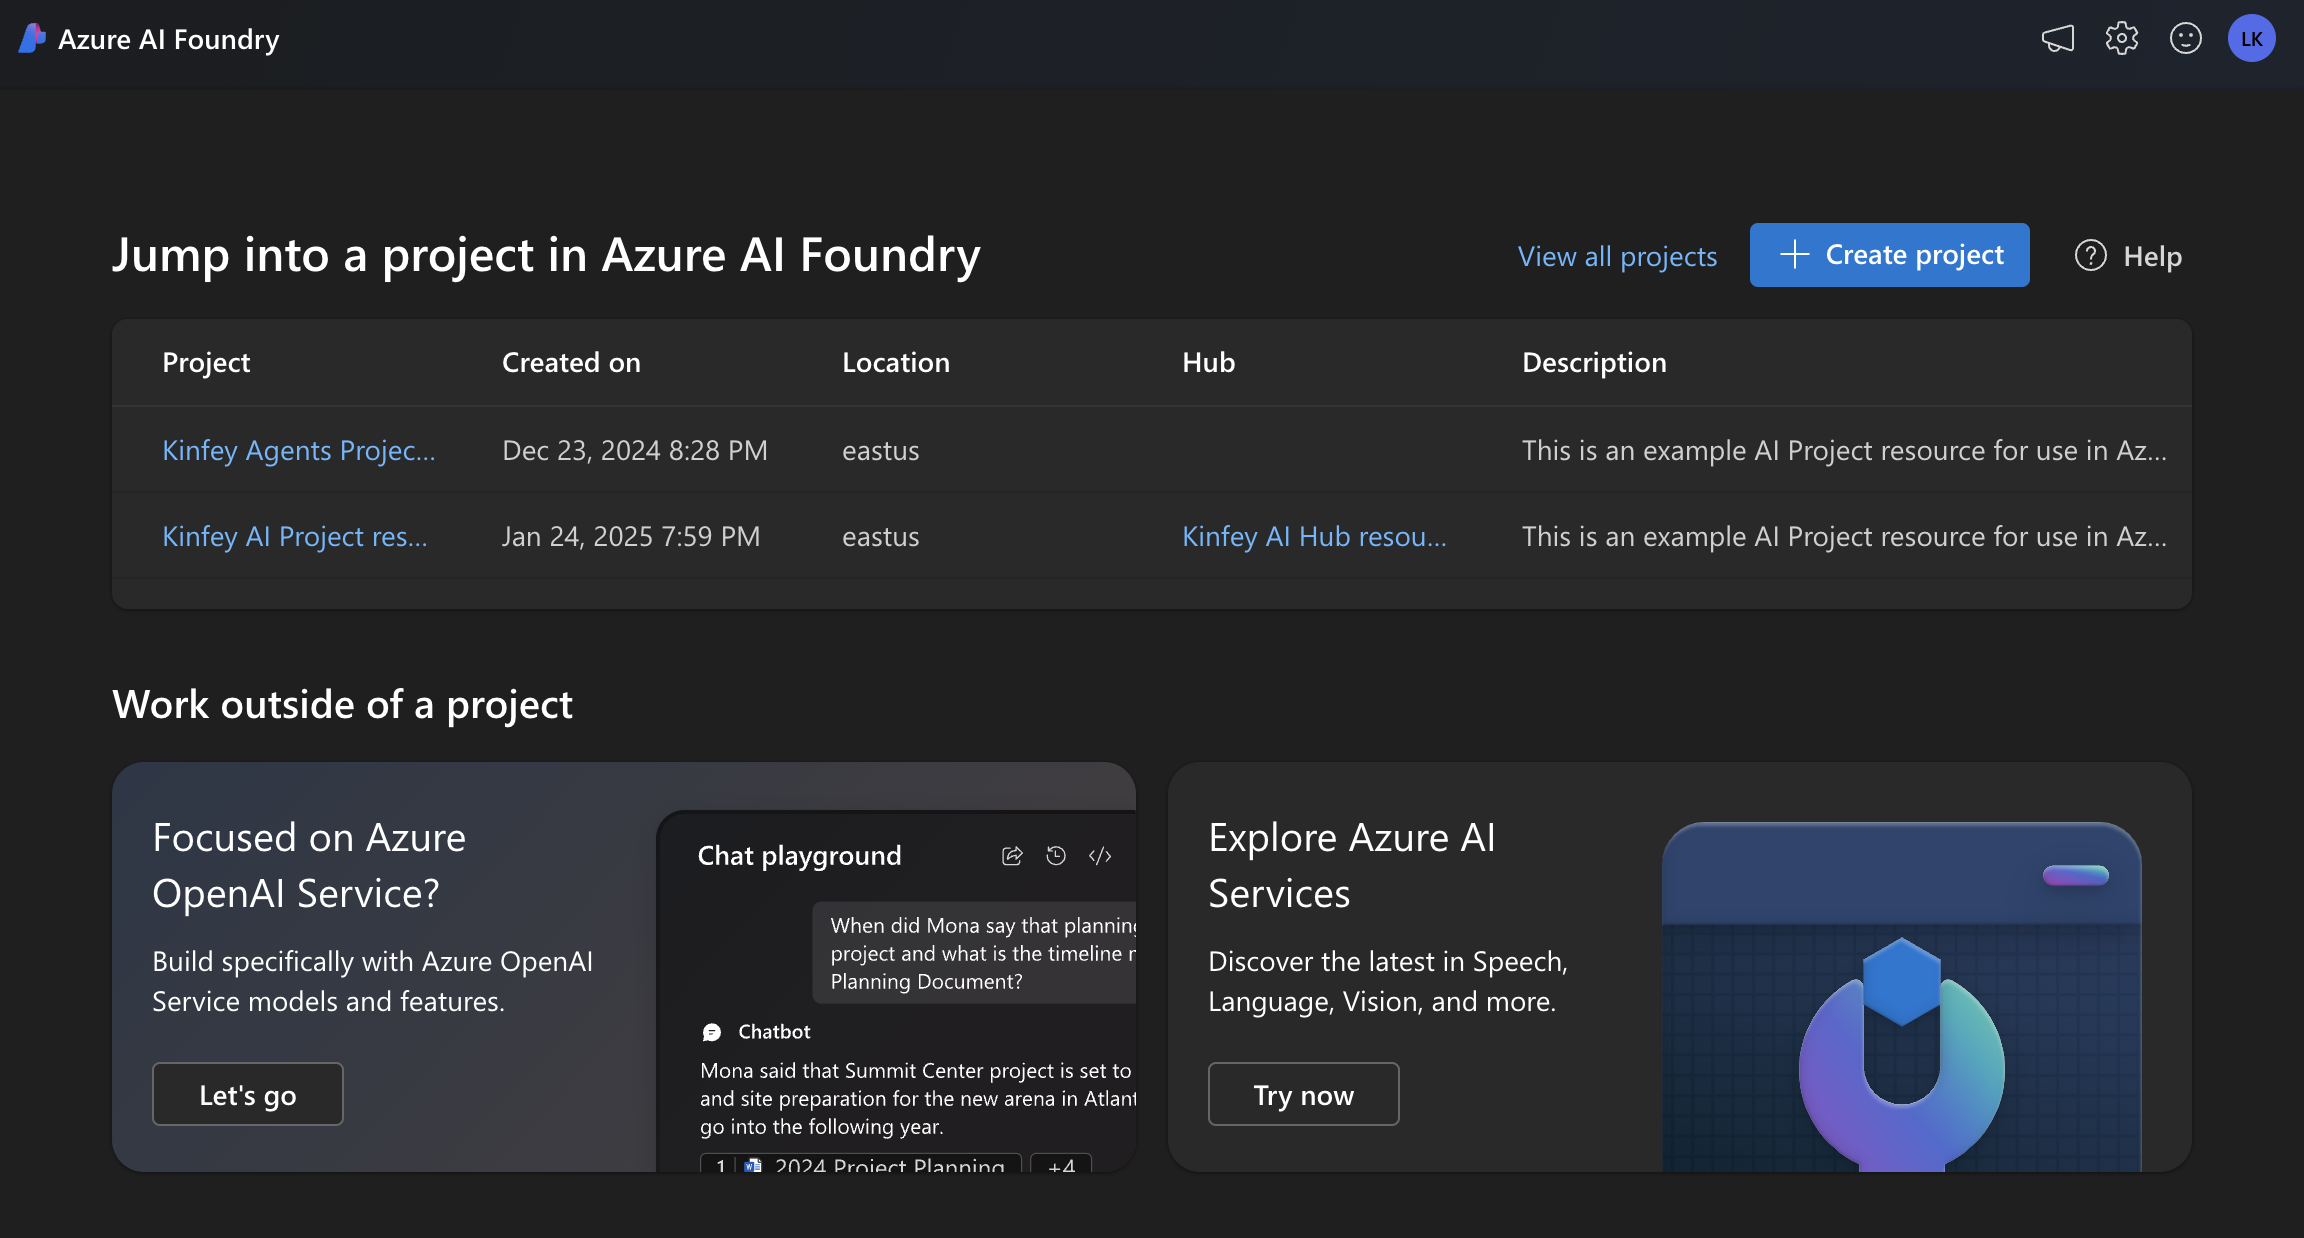 Azure AI Foundry
LK
Jump into a project in Azure AI Foundry
View all projects
Create project
Help
Project Created on Location Hub Description
Kinfey Agents Projec... Dec 23, 2024 8:28 PM eastus This is an example AI Project resource for use in Az...
Kinfey AI Project res... Jan 24, 2025 7:59 PM eastus Kinfey AI Hub resou... This is an example AI Project resource for use in Az...
Work outside of a project
Focused on Azure
OpenAI Service?
Build specifically with Azure OpenAI
Service models and features.
Let's go
Chat playground
When did Mona say that planning
project and what is the timeline
Planning Document?
Chatbot
Mona said that Summit Center project is set to
and site preparation for the new arena in Atlant
go into the following year.
1 2024 Project Planning +4
Explore Azure AI
Services
Discover the latest in Speech,
Language, Vision, and more.
Try now